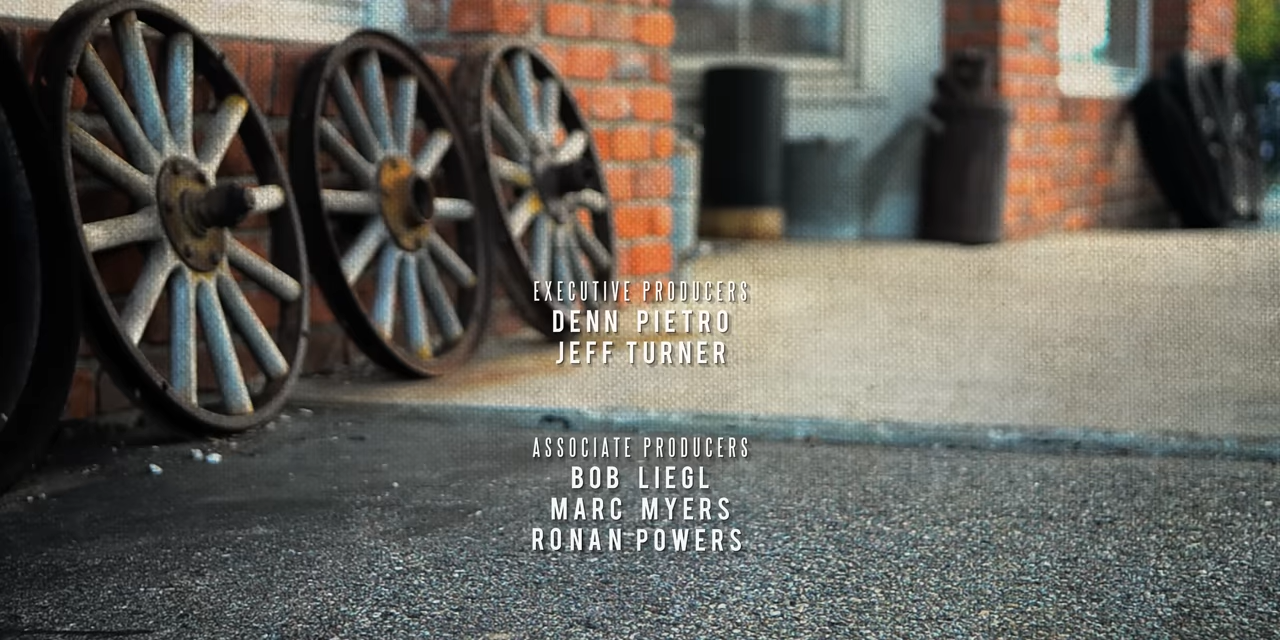 EXECUTIVE PRODUCERS
DENN PIETRO
JEFF TURNER
ASSOCIATE PRODUCERS
BOB LIEGL
MARC MYERS
RONAN POWERS